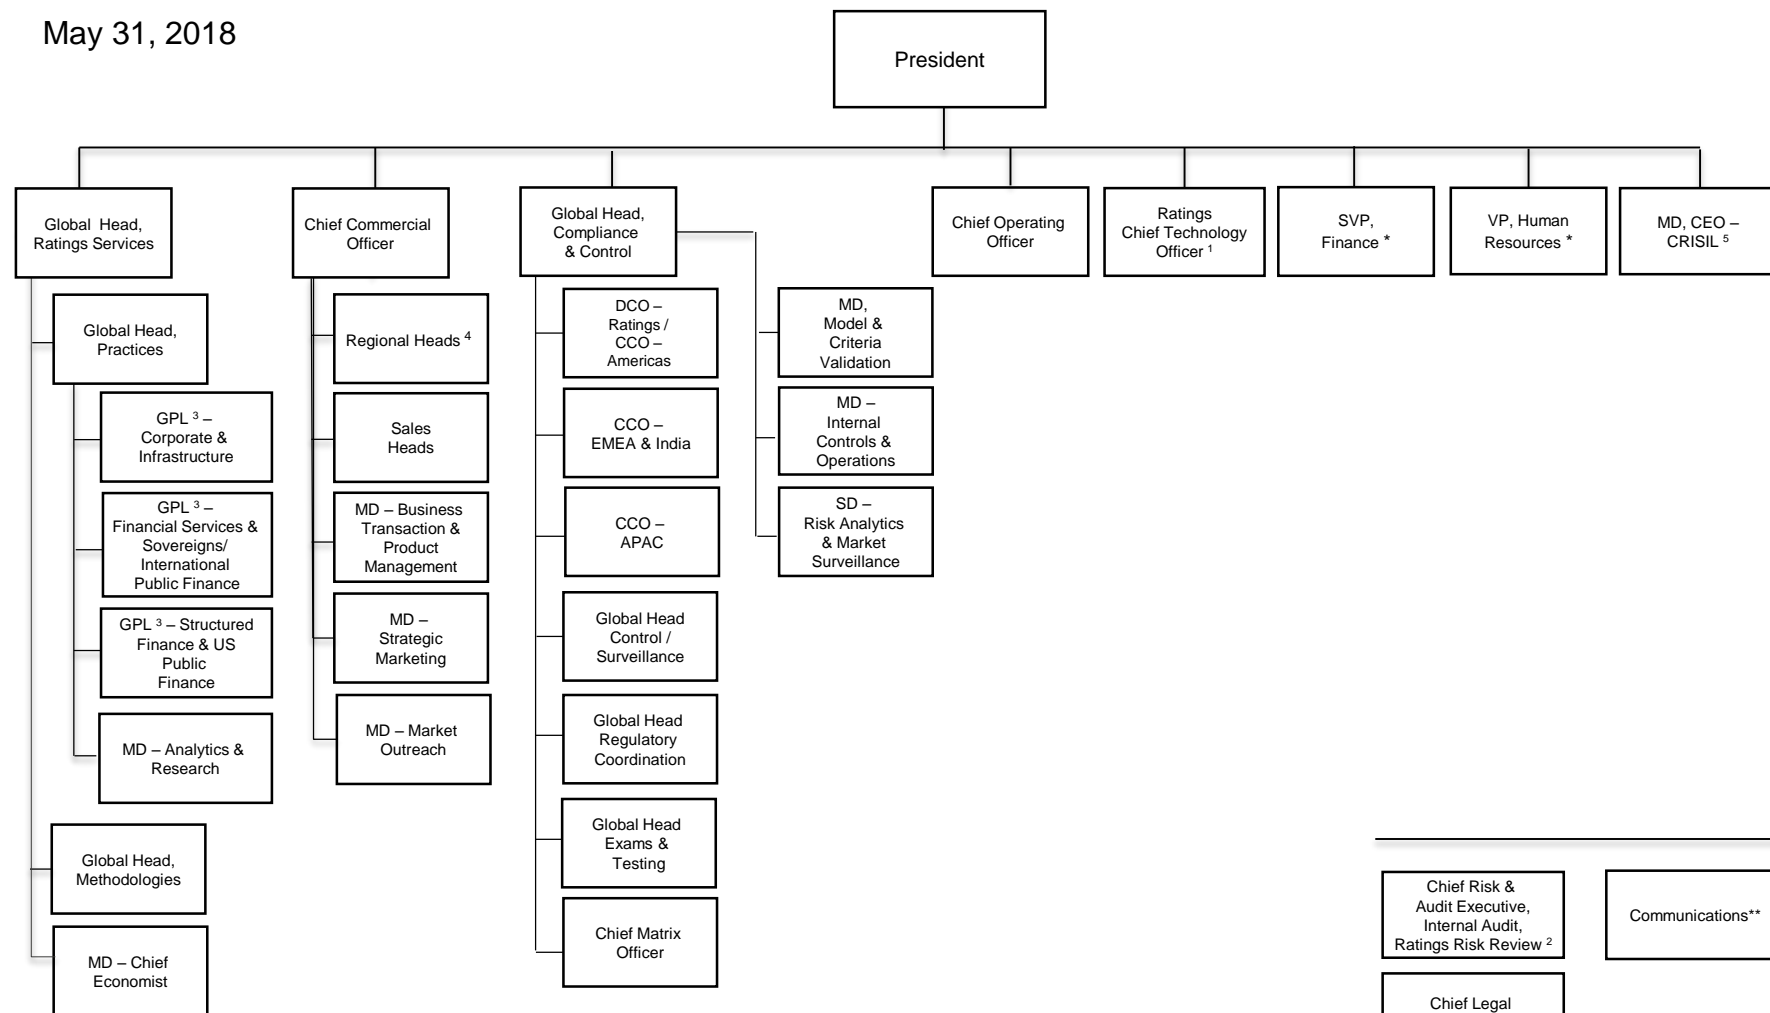 May 31, 2018
President
Global Head,
Ratings Services
Chief Commercial
Officer
Global Head,
Compliance
& Control
Chief Operating
Officer
Ratings
Chief Technology
Officer ¹
SVP,
Finance *
VP, Human
Resources *
MD, CEO –
CRISIL ⁵
Global Head,
Practices
GPL ³ –
Corporate &
Infrastructure
GPL ³ –
Financial Services &
Sovereigns/
International
Public Finance
GPL ³ – Structured
Finance & US
Public
Finance
MD – Analytics &
Research
Global Head,
Methodologies
MD – Chief
Economist
Regional Heads ⁴
Sales
Heads
MD – Business
Transaction &
Product
Management
MD –
Strategic
Marketing
MD – Market
Outreach
DCO –
Ratings /
CCO –
Americas
CCO –
EMEA & India
CCO –
APAC
Global Head
Control /
Surveillance
Global Head
Regulatory
Coordination
Global Head
Exams &
Testing
Chief Matrix
Officer
MD,
Model &
Criteria
Validation
MD –
Internal
Controls &
Operations
SD –
Risk Analytics
& Market
Surveillance
Chief Risk &
Audit Executive,
Internal Audit,
Ratings Risk Review ²
Communications**
Chief Legal